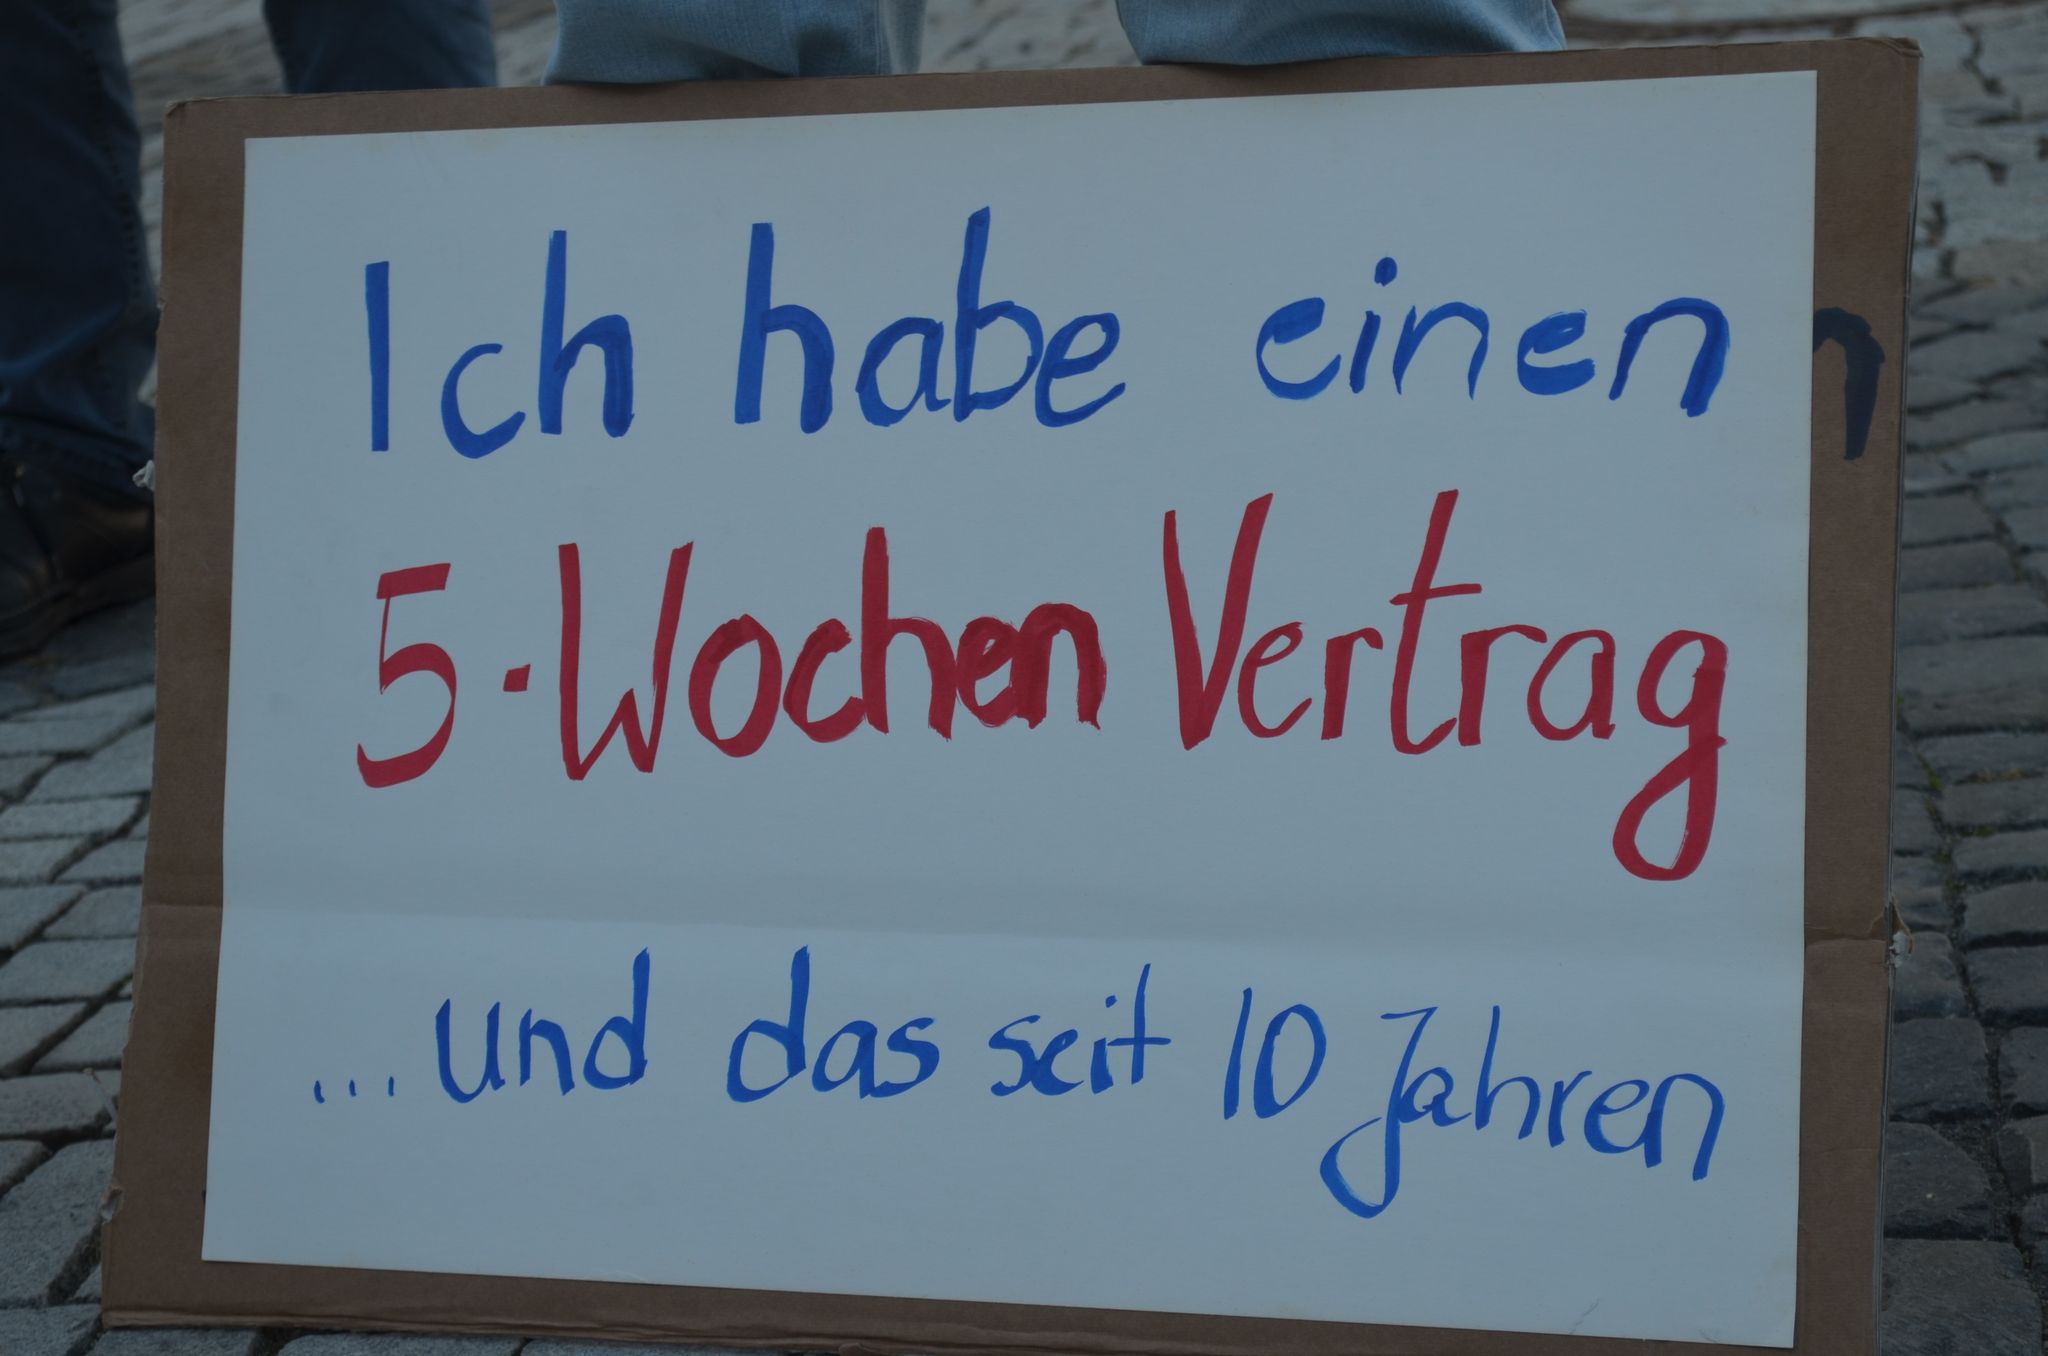 Ich habe einen
5-Wochen Vertrag
...und das seit 10 Jahren